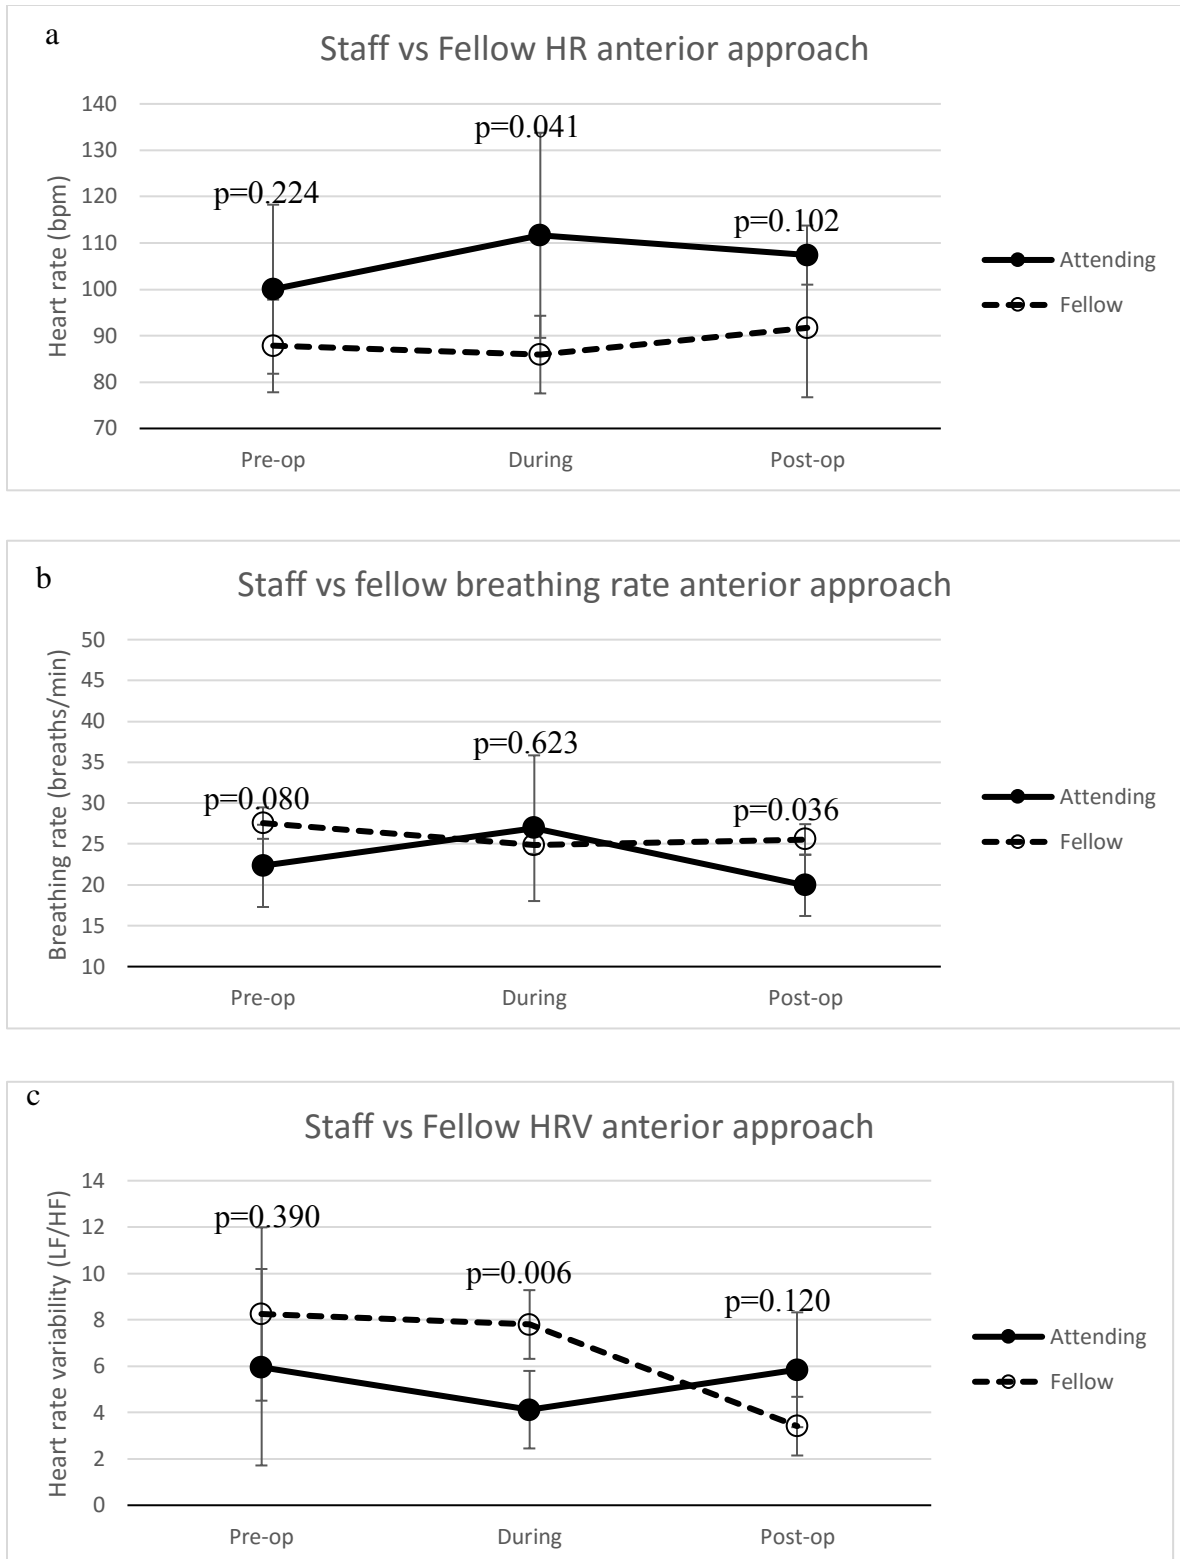 a
Staff vs Fellow HR anterior approach
Heart rate (bpm)
140
130
120
110
100
90
80
70
p=0.224
p=0.041
p=0.102
Pre-op
During
Post-op
Attending
Fellow
b
Staff vs fellow breathing rate anterior approach
Breathing rate (breaths/min)
50
45
40
35
30
25
20
15
10
p=0.080
p=0.623
p=0.036
Pre-op
During
Post-op
Attending
Fellow
c
Staff vs Fellow HRV anterior approach
Heart rate variability (LF/HF)
14
12
10
8
6
4
2
0
p=0.390
p=0.006
p=0.120
Pre-op
During
Post-op
Attending
Fellow